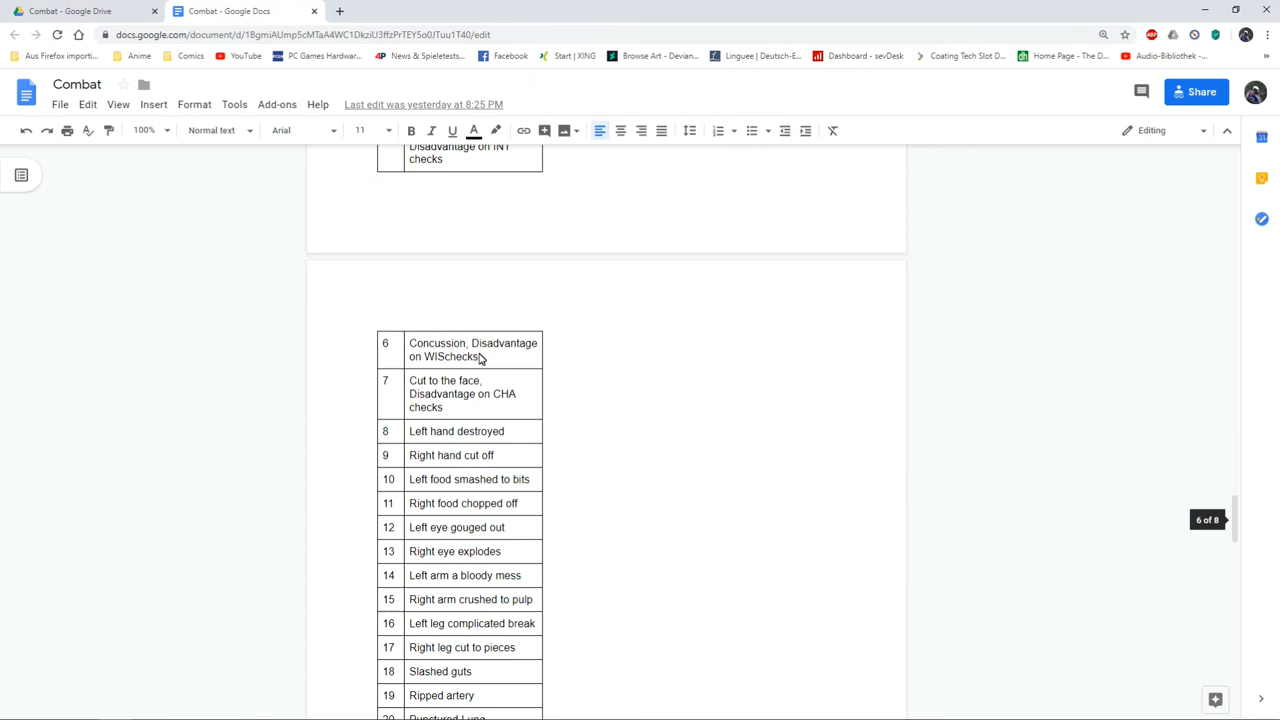 Combat - Google Drive
Combat - Google Docs
docs.google.com/document/d/18gmiAUmp5cMTaA4WC1DkziU3ffzPrTEY5o0JTuu1T40/edit
Aus Firefox importi...
Anime
Comics
YouTube
PC Games Hardwar...
News & Spieletests...
Facebook
Start | XING
Browse Art - Devian...
Linguee | Deutsch-E...
Dashboard - sevDesk
Coating Tech Slot D...
Home Page - The D...
Audio-Bibliothek -...
Combat
File Edit View Insert Format Tools Add-ons Help Last edit was yesterday at 8:25 PM
Share
100% Normal text Arial 11 Editing
Disadvantage on INT
checks
6 Concussion, Disadvantage
on WISchecks
7 Cut to the face,
Disadvantage on CHA
checks
8 Left hand destroyed
9 Right hand cut off
10 Left food smashed to bits
11 Right food chopped off
12 Left eye gouged out
13 Right eye explodes
14 Left arm a bloody mess
15 Right arm crushed to pulp
16 Left leg complicated break
17 Right leg cut to pieces
18 Slashed guts
19 Ripped artery
20 Punctured Lung
6 of 8